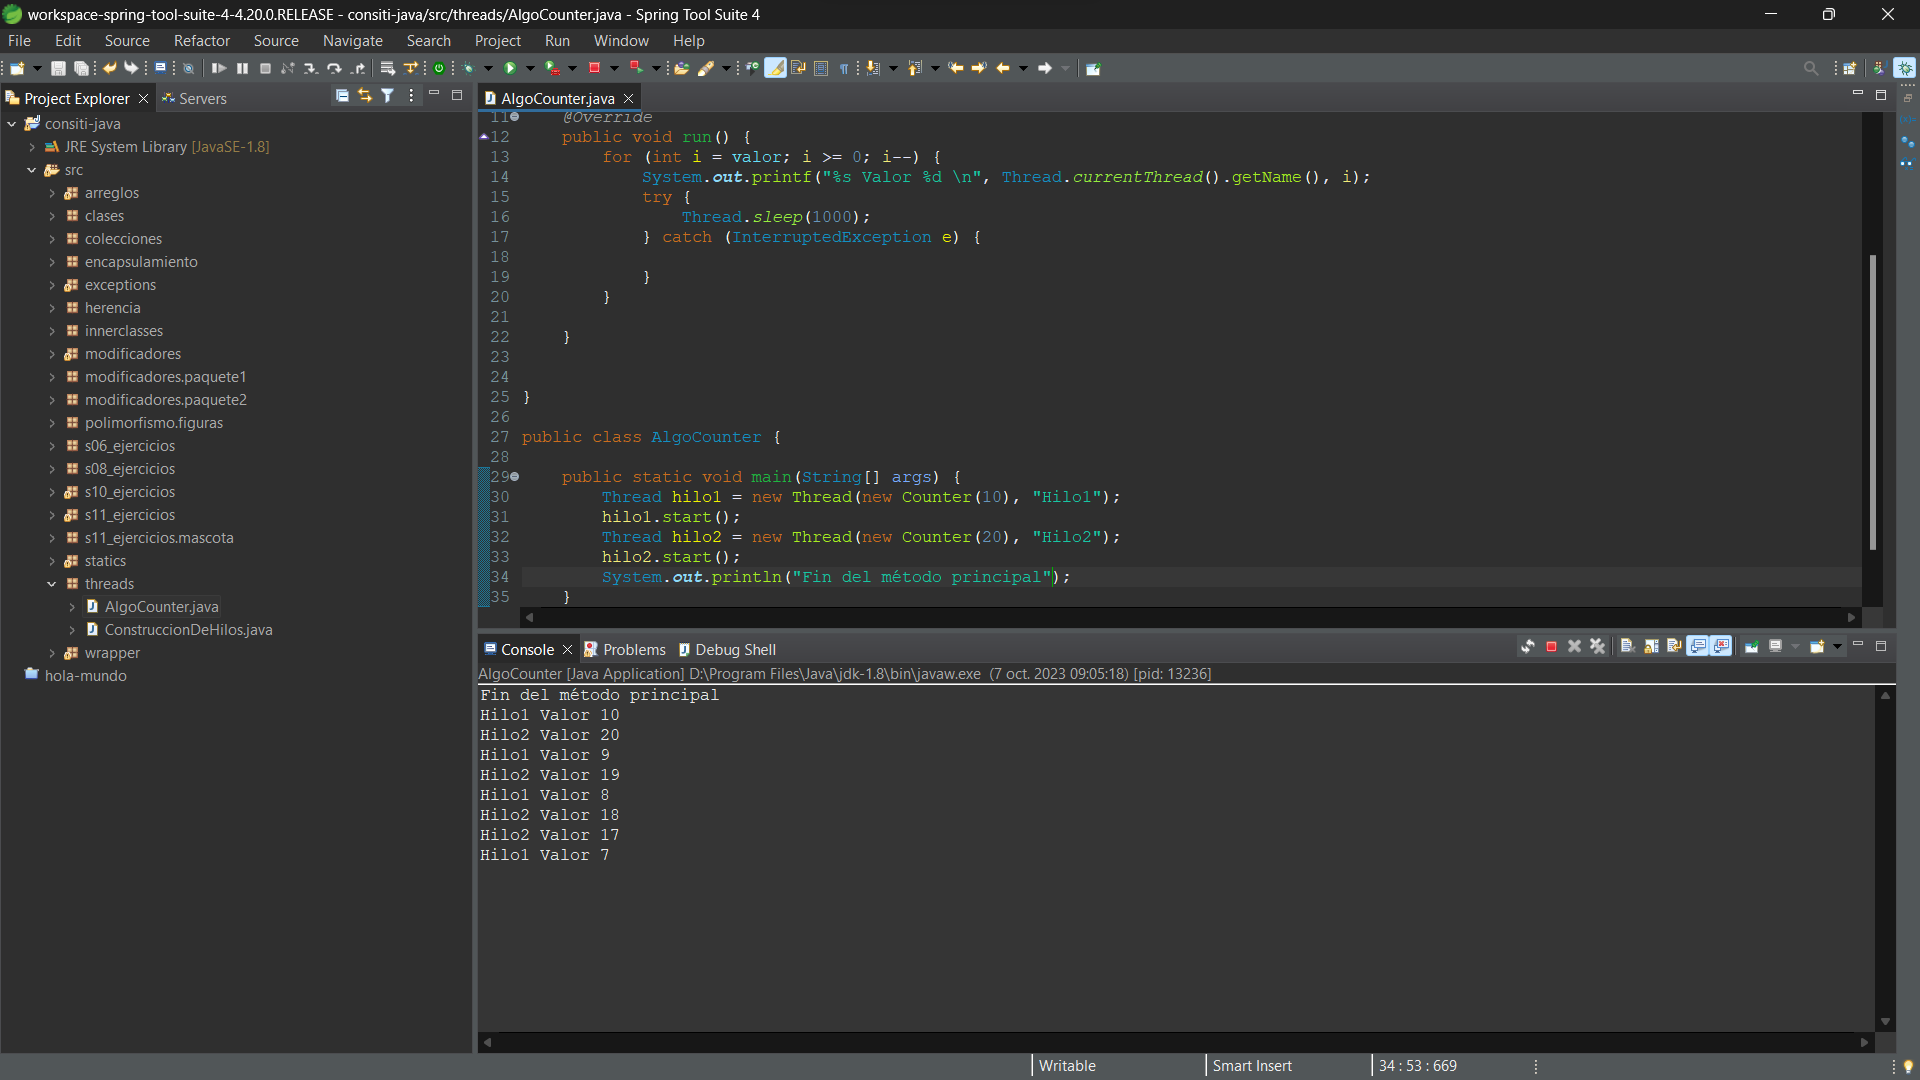 workspace-spring-tool-suite-4-4.20.0.RELEASE - consiti-java/src/threads/AlgoCounter.java - Spring Tool Suite 4
File Edit Source Refactor Source Navigate Search Project Run Window Help
Project Explorer Servers
consiti-java
JRE System Library [JavaSE-1.8]
src
arreglos
clases
colecciones
encapsulamiento
exceptions
herencia
innerclasses
modificadores
modificadores.paquete1
modificadores.paquete2
polimorfismo.figuras
s06_ejercicios
s08_ejercicios
s10_ejercicios
s11_ejercicios
s11_ejercicios.mascota
statics
threads
AlgoCounter.java
ConstruccionDeHilos.java
wrapper
hola-mundo
AlgoCounter.java
11 @Override
12 public void run() {
13 for (int i = valor; i >= 0; i--) {
14 System.out.printf("%s Valor %d \n", Thread.currentThread().getName(), i);
15 try {
16 Thread.sleep(1000);
17 } catch (InterruptedException e) {
18
19 }
20 }
21
22 }
23
24
25 }
26
27 public class AlgoCounter {
28
29 public static void main(String[] args) {
30 Thread hilo1 = new Thread(new Counter(10), "Hilo1");
31 hilo1.start();
32 Thread hilo2 = new Thread(new Counter(20), "Hilo2");
33 hilo2.start();
34 System.out.println("Fin del método principal");
35 }
Console Problems Debug Shell
AlgoCounter [Java Application] D:\Program Files\Java\jdk-1.8\bin\javaw.exe (7 oct. 2023 09:05:18) [pid: 13236]
Fin del método principal
Hilo1 Valor 10
Hilo2 Valor 20
Hilo1 Valor 9
Hilo2 Valor 19
Hilo1 Valor 8
Hilo2 Valor 18
Hilo2 Valor 17
Hilo1 Valor 7
Writable Smart Insert 34 : 53 : 669